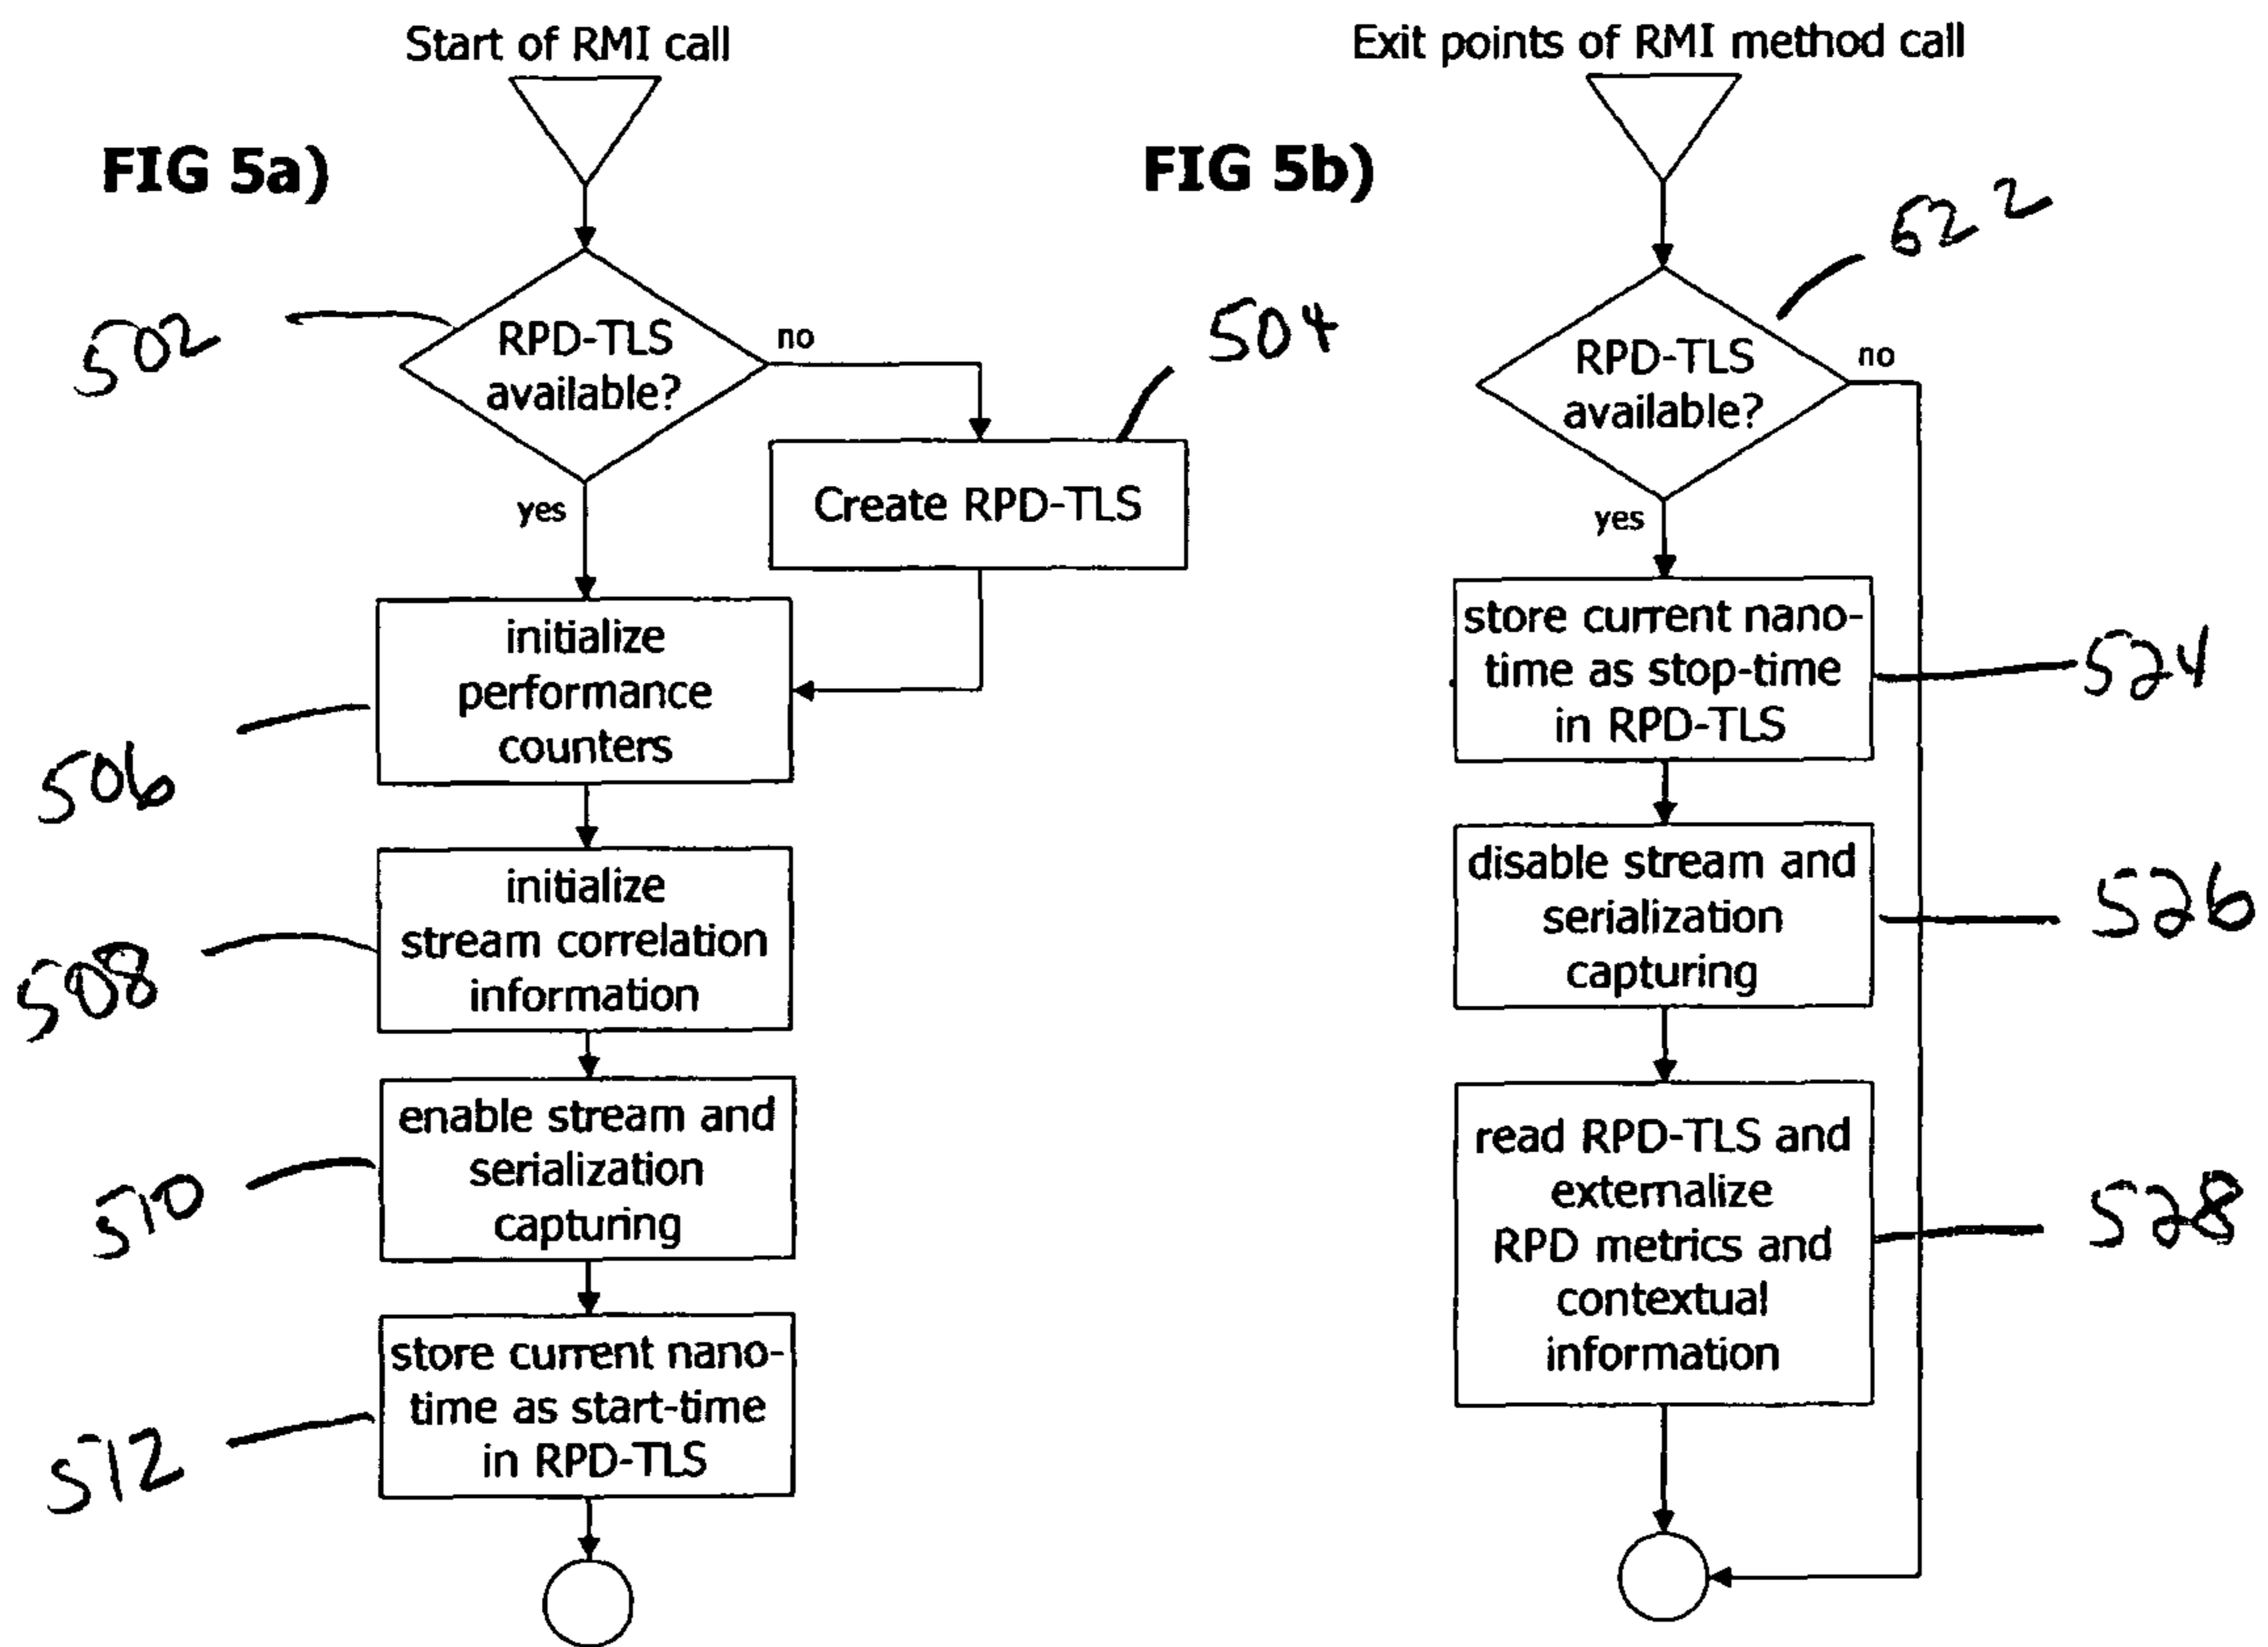 Start of RMI call
FIG 5a)
502
RPD-TLS
available?
no
504
Create RPD-TLS
yes
initialize
performance
counters
506
initialize
stream correlation
information
508
enable stream and
serialization
capturing
510
store current nano-
time as start-time
in RPD-TLS
512
Exit points of RMI method call
FIG 5b)
522
RPD-TLS
available?
no
yes
store current nano-
time as stop-time
in RPD-TLS
524
disable stream and
serialization
capturing
526
read RPD-TLS and
externalize
RPD metrics and
contextual
information
528